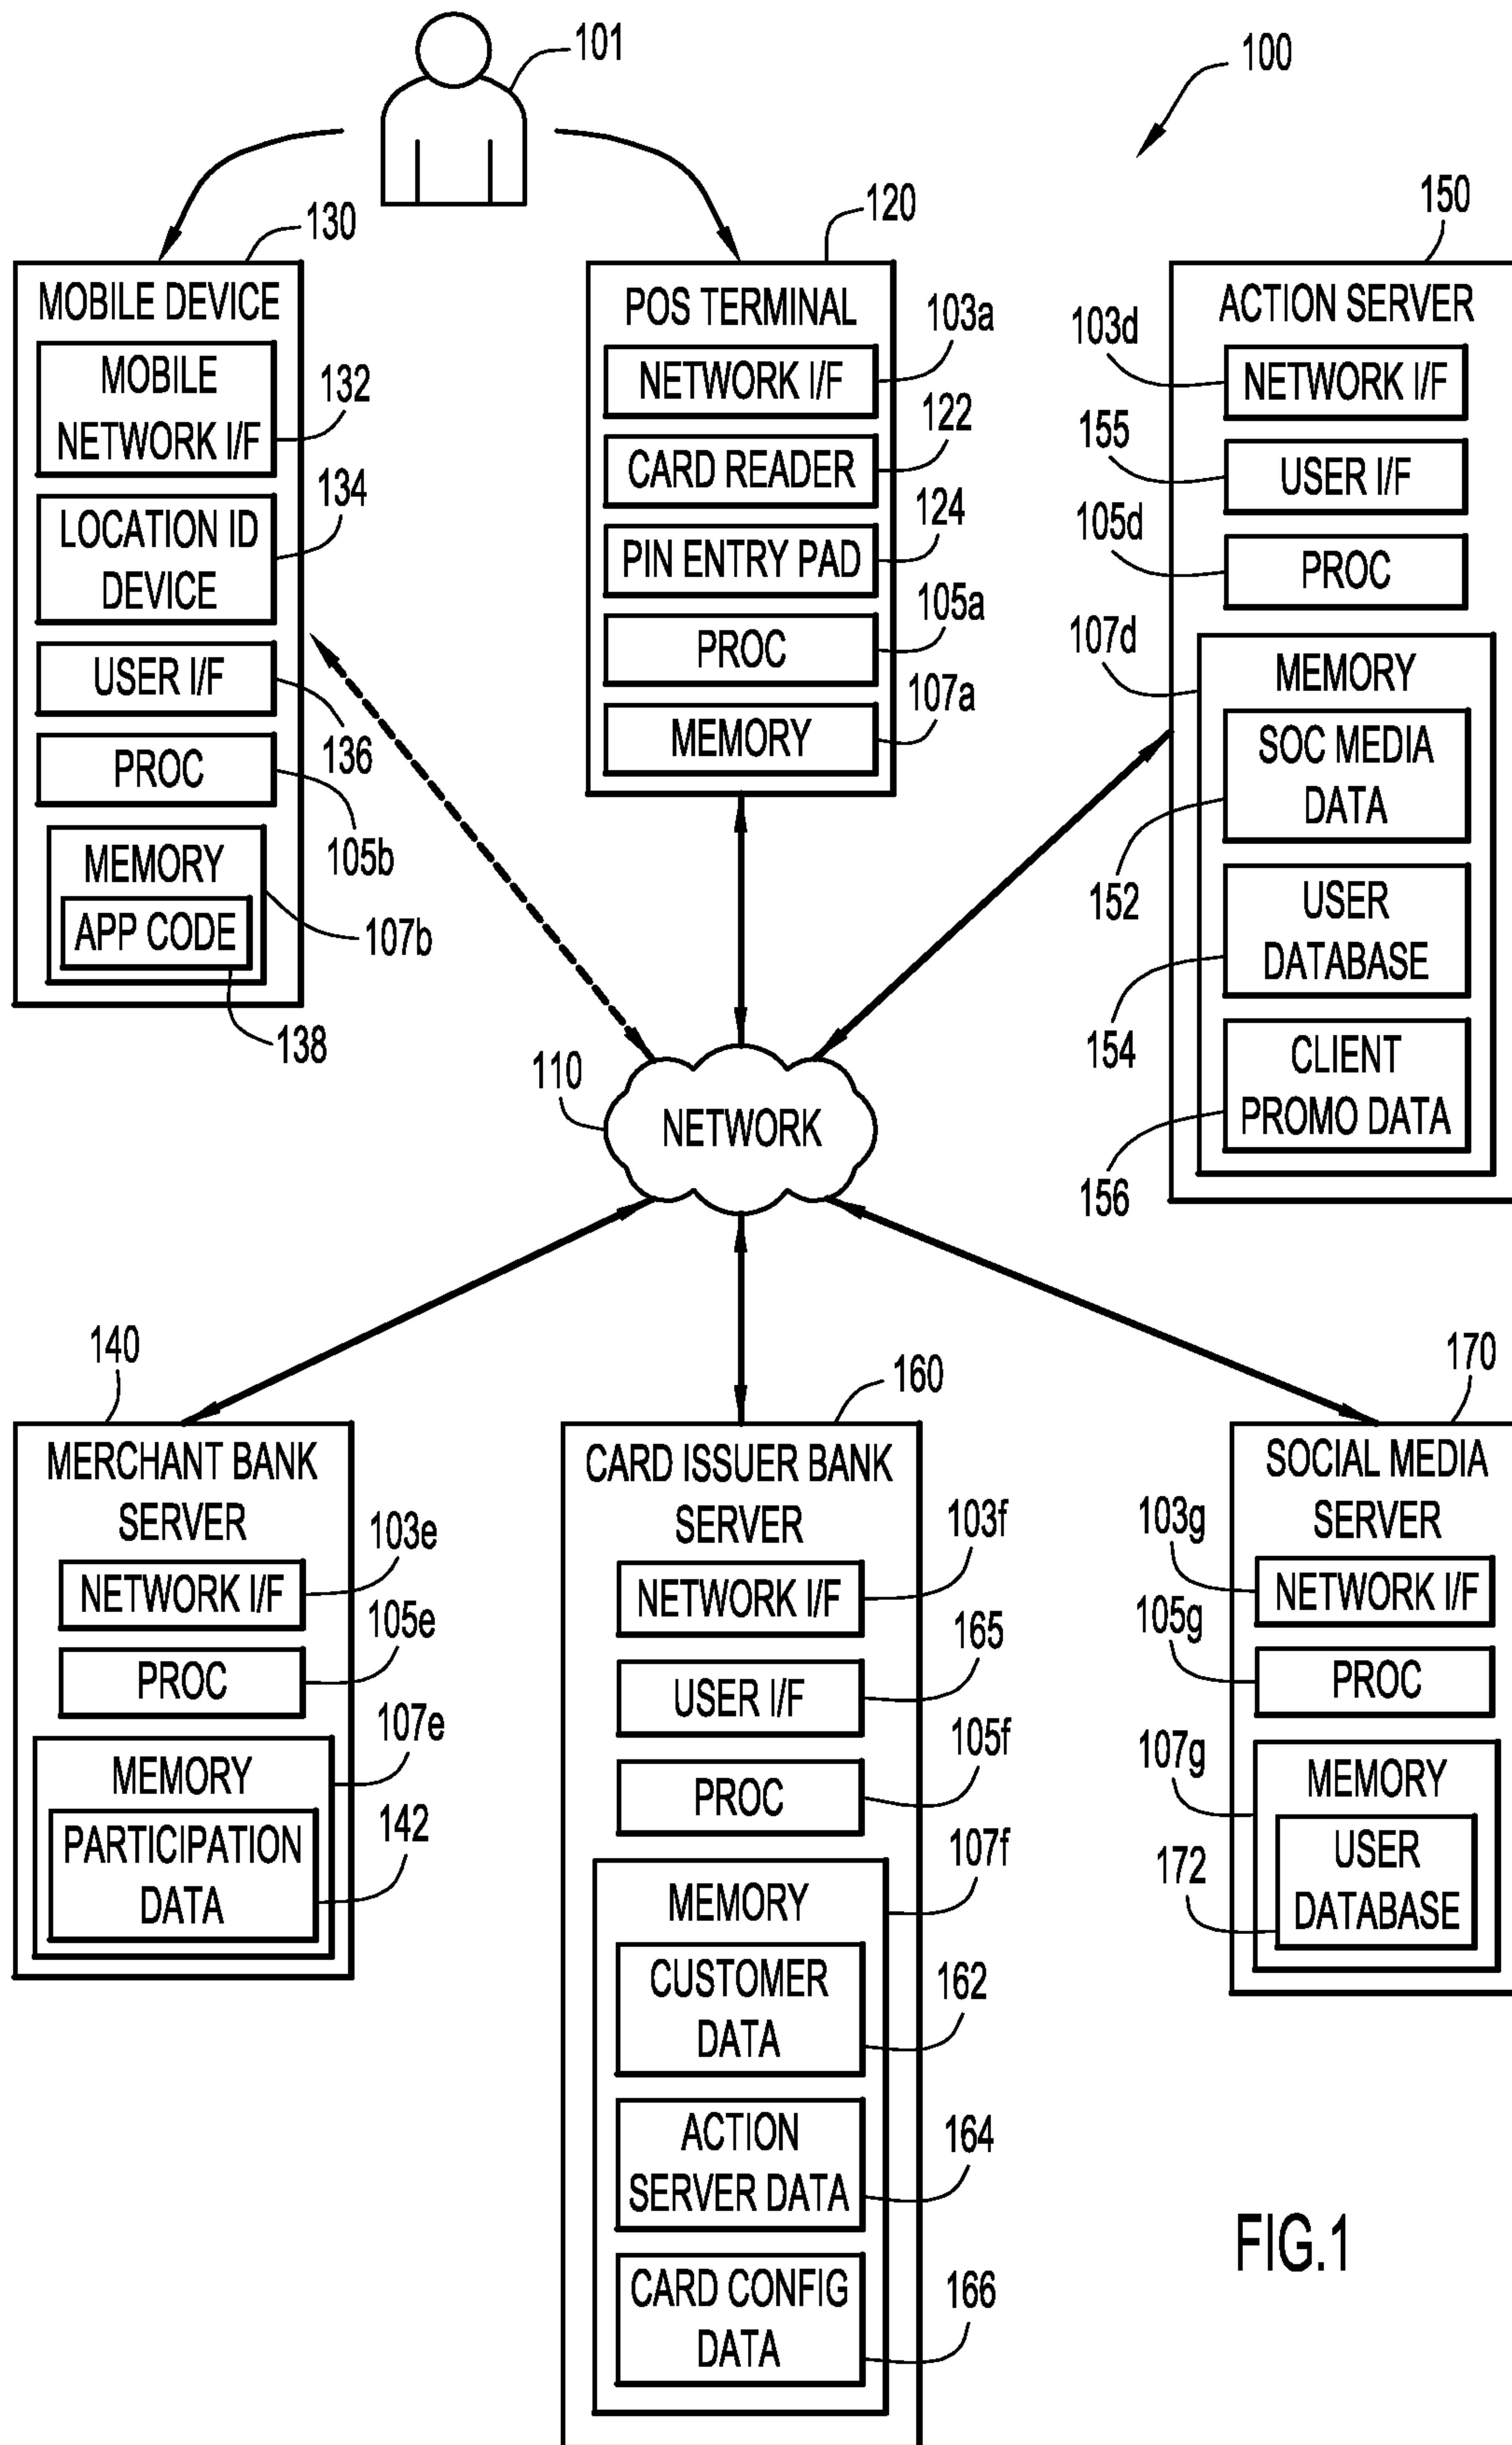 101
100
130
MOBILE DEVICE
MOBILE
NETWORK I/F
132
LOCATION ID
DEVICE
134
USER I/F
136
PROC
105b
MEMORY
107b
APP CODE
138
120
POS TERMINAL
NETWORK I/F
103a
CARD READER
122
PIN ENTRY PAD
124
PROC
105a
MEMORY
107a
150
ACTION SERVER
103d
NETWORK I/F
155
USER I/F
105d
PROC
107d
MEMORY
SOC MEDIA
DATA
152
USER
DATABASE
154
CLIENT
PROMO DATA
156
110
NETWORK
140
MERCHANT BANK
SERVER
103e
NETWORK I/F
105e
PROC
107e
MEMORY
PARTICIPATION
DATA
142
160
CARD ISSUER BANK
SERVER
103f
NETWORK I/F
165
USER I/F
105f
PROC
107f
MEMORY
CUSTOMER
DATA
162
ACTION
SERVER DATA
164
CARD CONFIG
DATA
166
170
SOCIAL MEDIA
SERVER
103g
NETWORK I/F
105g
PROC
107g
MEMORY
172
USER
DATABASE
FIG.1